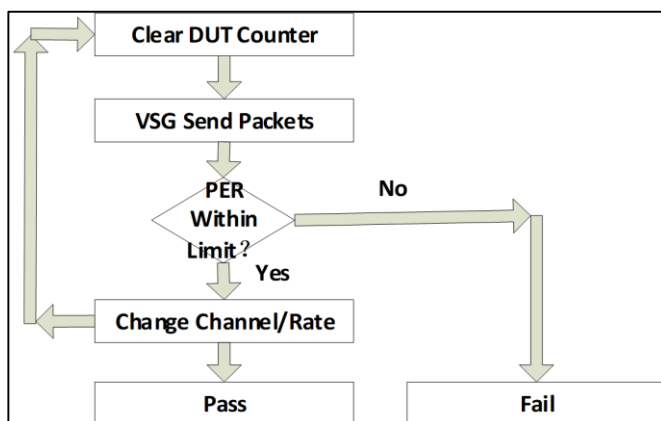 Clear DUT Counter
VSG Send Packets
PER
Within
Limit？
No
Yes
Change Channel/Rate
Pass
Fail